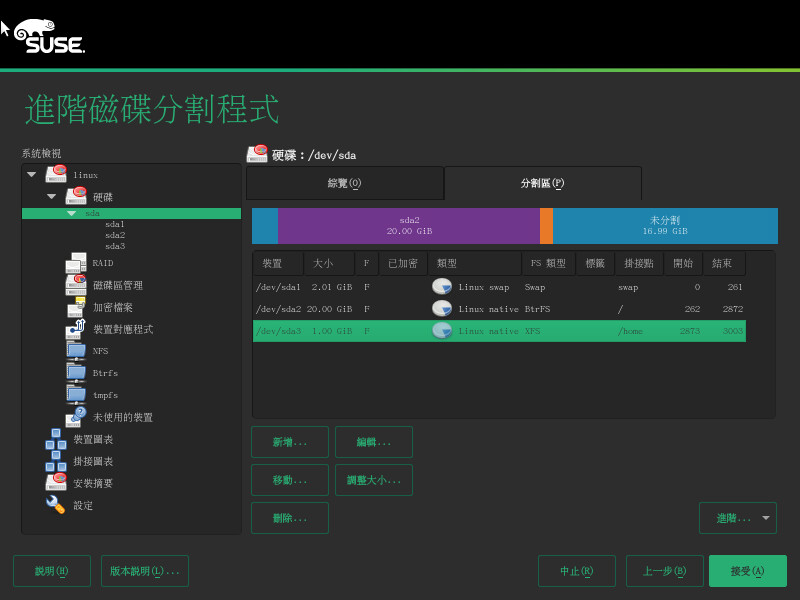 SUSE.
進階磁碟分割程式
系統檢視
linux
硬碟
sda
sda1
sda2
sda3
RAID
磁碟區管理
加密檔案
裝置對應程式
NFS
Btrfs
tmpfs
未使用的裝置
裝置圖表
掛接圖表
安裝摘要
設定
硬碟：/dev/sda
綜覽(O) 分割區(P)
sda2 未分割
20.00 GiB 16.99 GiB
裝置 大小 F 已加密 類型 FS 類型 標籤 掛接點 開始 結束
/dev/sda1 2.01 GiB F Linux swap Swap swap 0 261
/dev/sda2 20.00 GiB F Linux native BtrFS / 262 2872
/dev/sda3 1.00 GiB F Linux native XFS /home 2873 3003
新增... 編輯...
移動... 調整大小...
刪除... 進階...
說明(H) 版本說明(L)... 中止(R) 上一步(B) 接受(A)